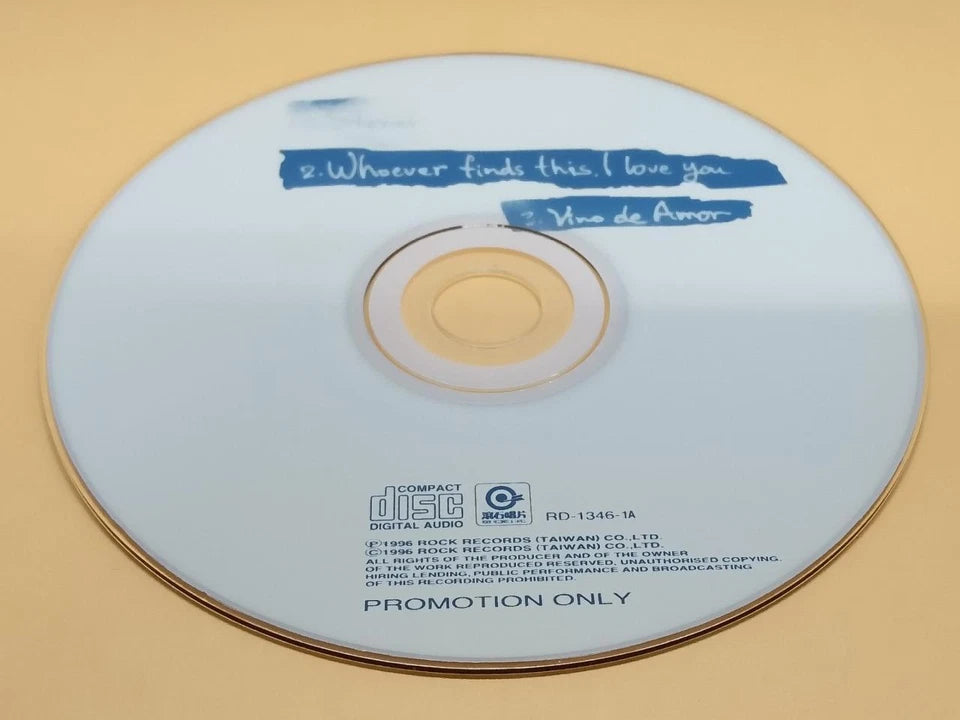 2. Whoever finds this, I love you
3. Vino de Amor
COMPACT
disc
DIGITAL AUDIO
滾石唱片
RD-1346-1A
Ⓟ1996 ROCK RECORDS (TAIWAN) CO.,LTD.
©1996 ROCK RECORDS (TAIWAN) CO.,LTD.
ALL RIGHTS OF THE PRODUCER AND OF THE OWNER
OF THE WORK REPRODUCED RESERVED. UNAUTHORISED COPYING.
HIRING LENDING, PUBLIC PERFORMANCE AND BROADCASTING
OF THIS RECORDING PROHIBITED.
PROMOTION ONLY